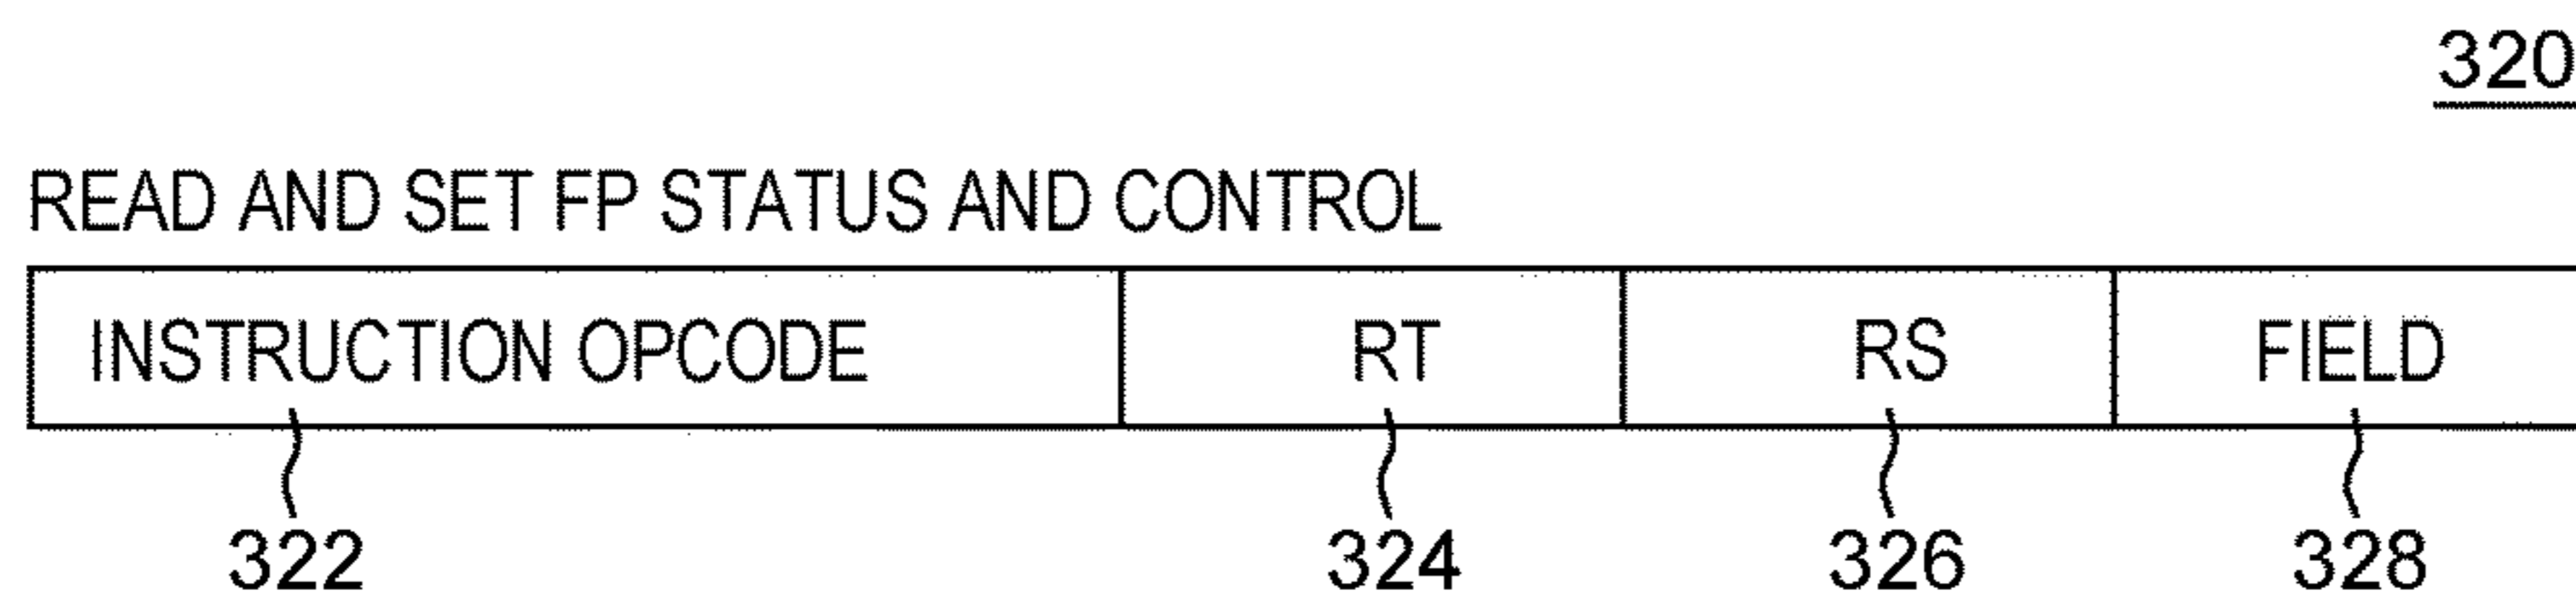 320
READ AND SET FP STATUS AND CONTROL
INSTRUCTION OPCODE RT RS FIELD
322 324 326 328